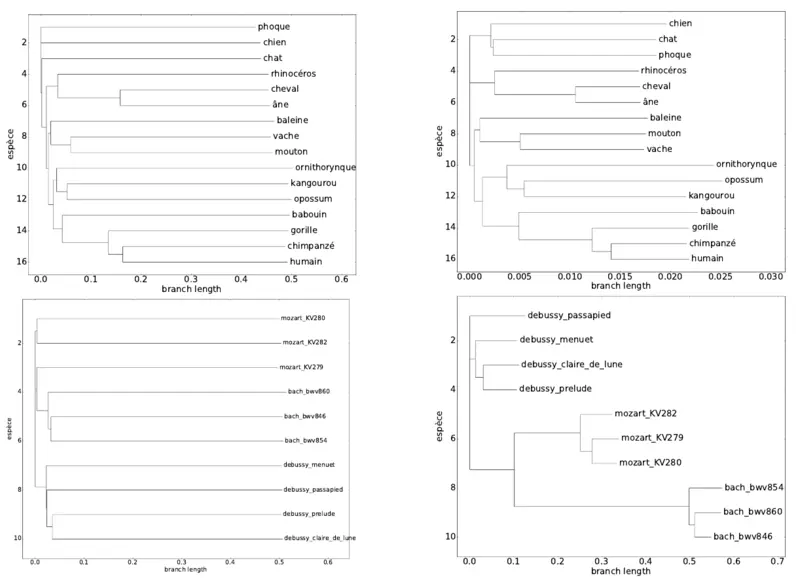 phoque
2
chien
chat
4
rhinocéros
cheval
6
âne
baleine
8
vache
mouton
10
ornithorynque
kangourou
12
opossum
babouin
14
gorille
chimpanzé
16
humain
espèce
0.0 0.1 0.2 0.3 0.4 0.5 0.6
branch length
chien
2
chat
phoque
4
rhinocéros
cheval
6
âne
baleine
8
mouton
vache
10
ornithorynque
opossum
12
kangourou
babouin
14
gorille
chimpanzé
16
humain
espèce
0.000 0.005 0.010 0.015 0.020 0.025 0.030
branch length
mozart_KV280
2
mozart_KV282
mozart_KV279
4
bach_bwv860
bach_bwv846
6
bach_bwv854
debussy_menuet
8
debussy_passapied
debussy_prelude
10
debussy_claire_de_lune
espèce
0.0 0.1 0.2 0.3 0.4 0.5 0.6
branch length
debussy_passapied
2
debussy_menuet
debussy_claire_de_lune
4
debussy_prelude
mozart_KV282
6
mozart_KV279
mozart_KV280
8
bach_bwv854
bach_bwv860
10
bach_bwv846
espèce
0.0 0.1 0.2 0.3 0.4 0.5 0.6 0.7
branch length